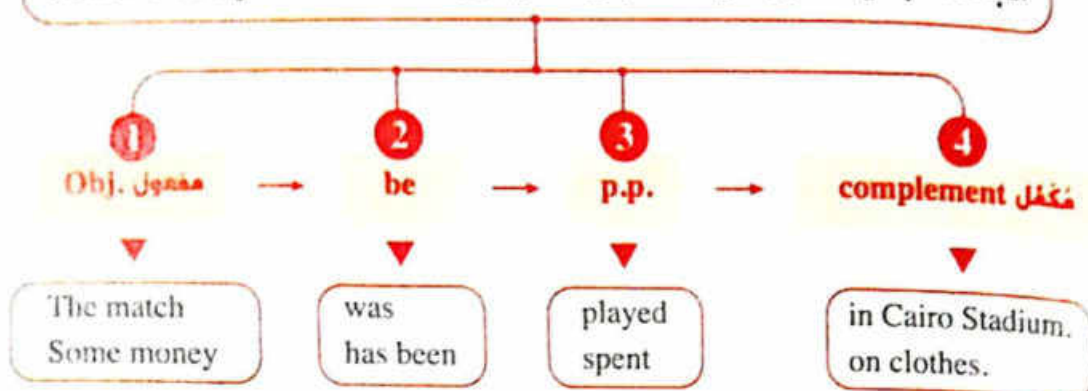 1 2 3 4
Obj. مفعول → be → p.p. → complement مُكَمِّل
The match was played in Cairo Stadium.
Some money has been spent on clothes.